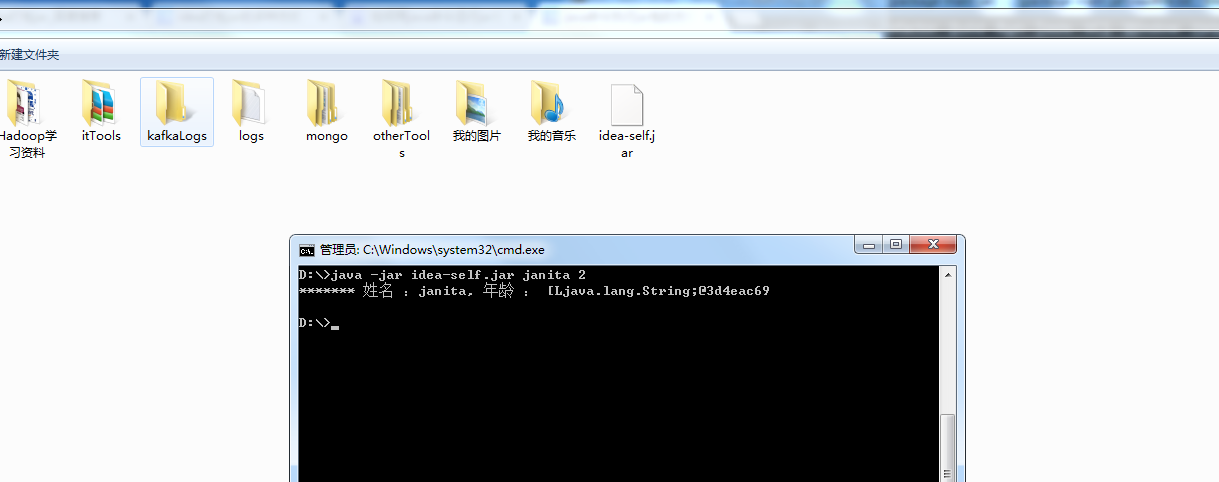 新建文件夹
Hadoop学
习资料
itTools
kafkaLogs
logs
mongo
otherTool
s
我的图片
我的音乐
idea-self.j
ar
管理员: C:\Windows\system32\cmd.exe
D:\>java -jar idea-self.jar janita 2
******* 姓名 : janita, 年龄 : [Ljava.lang.String;@3d4eac69
D:\>_